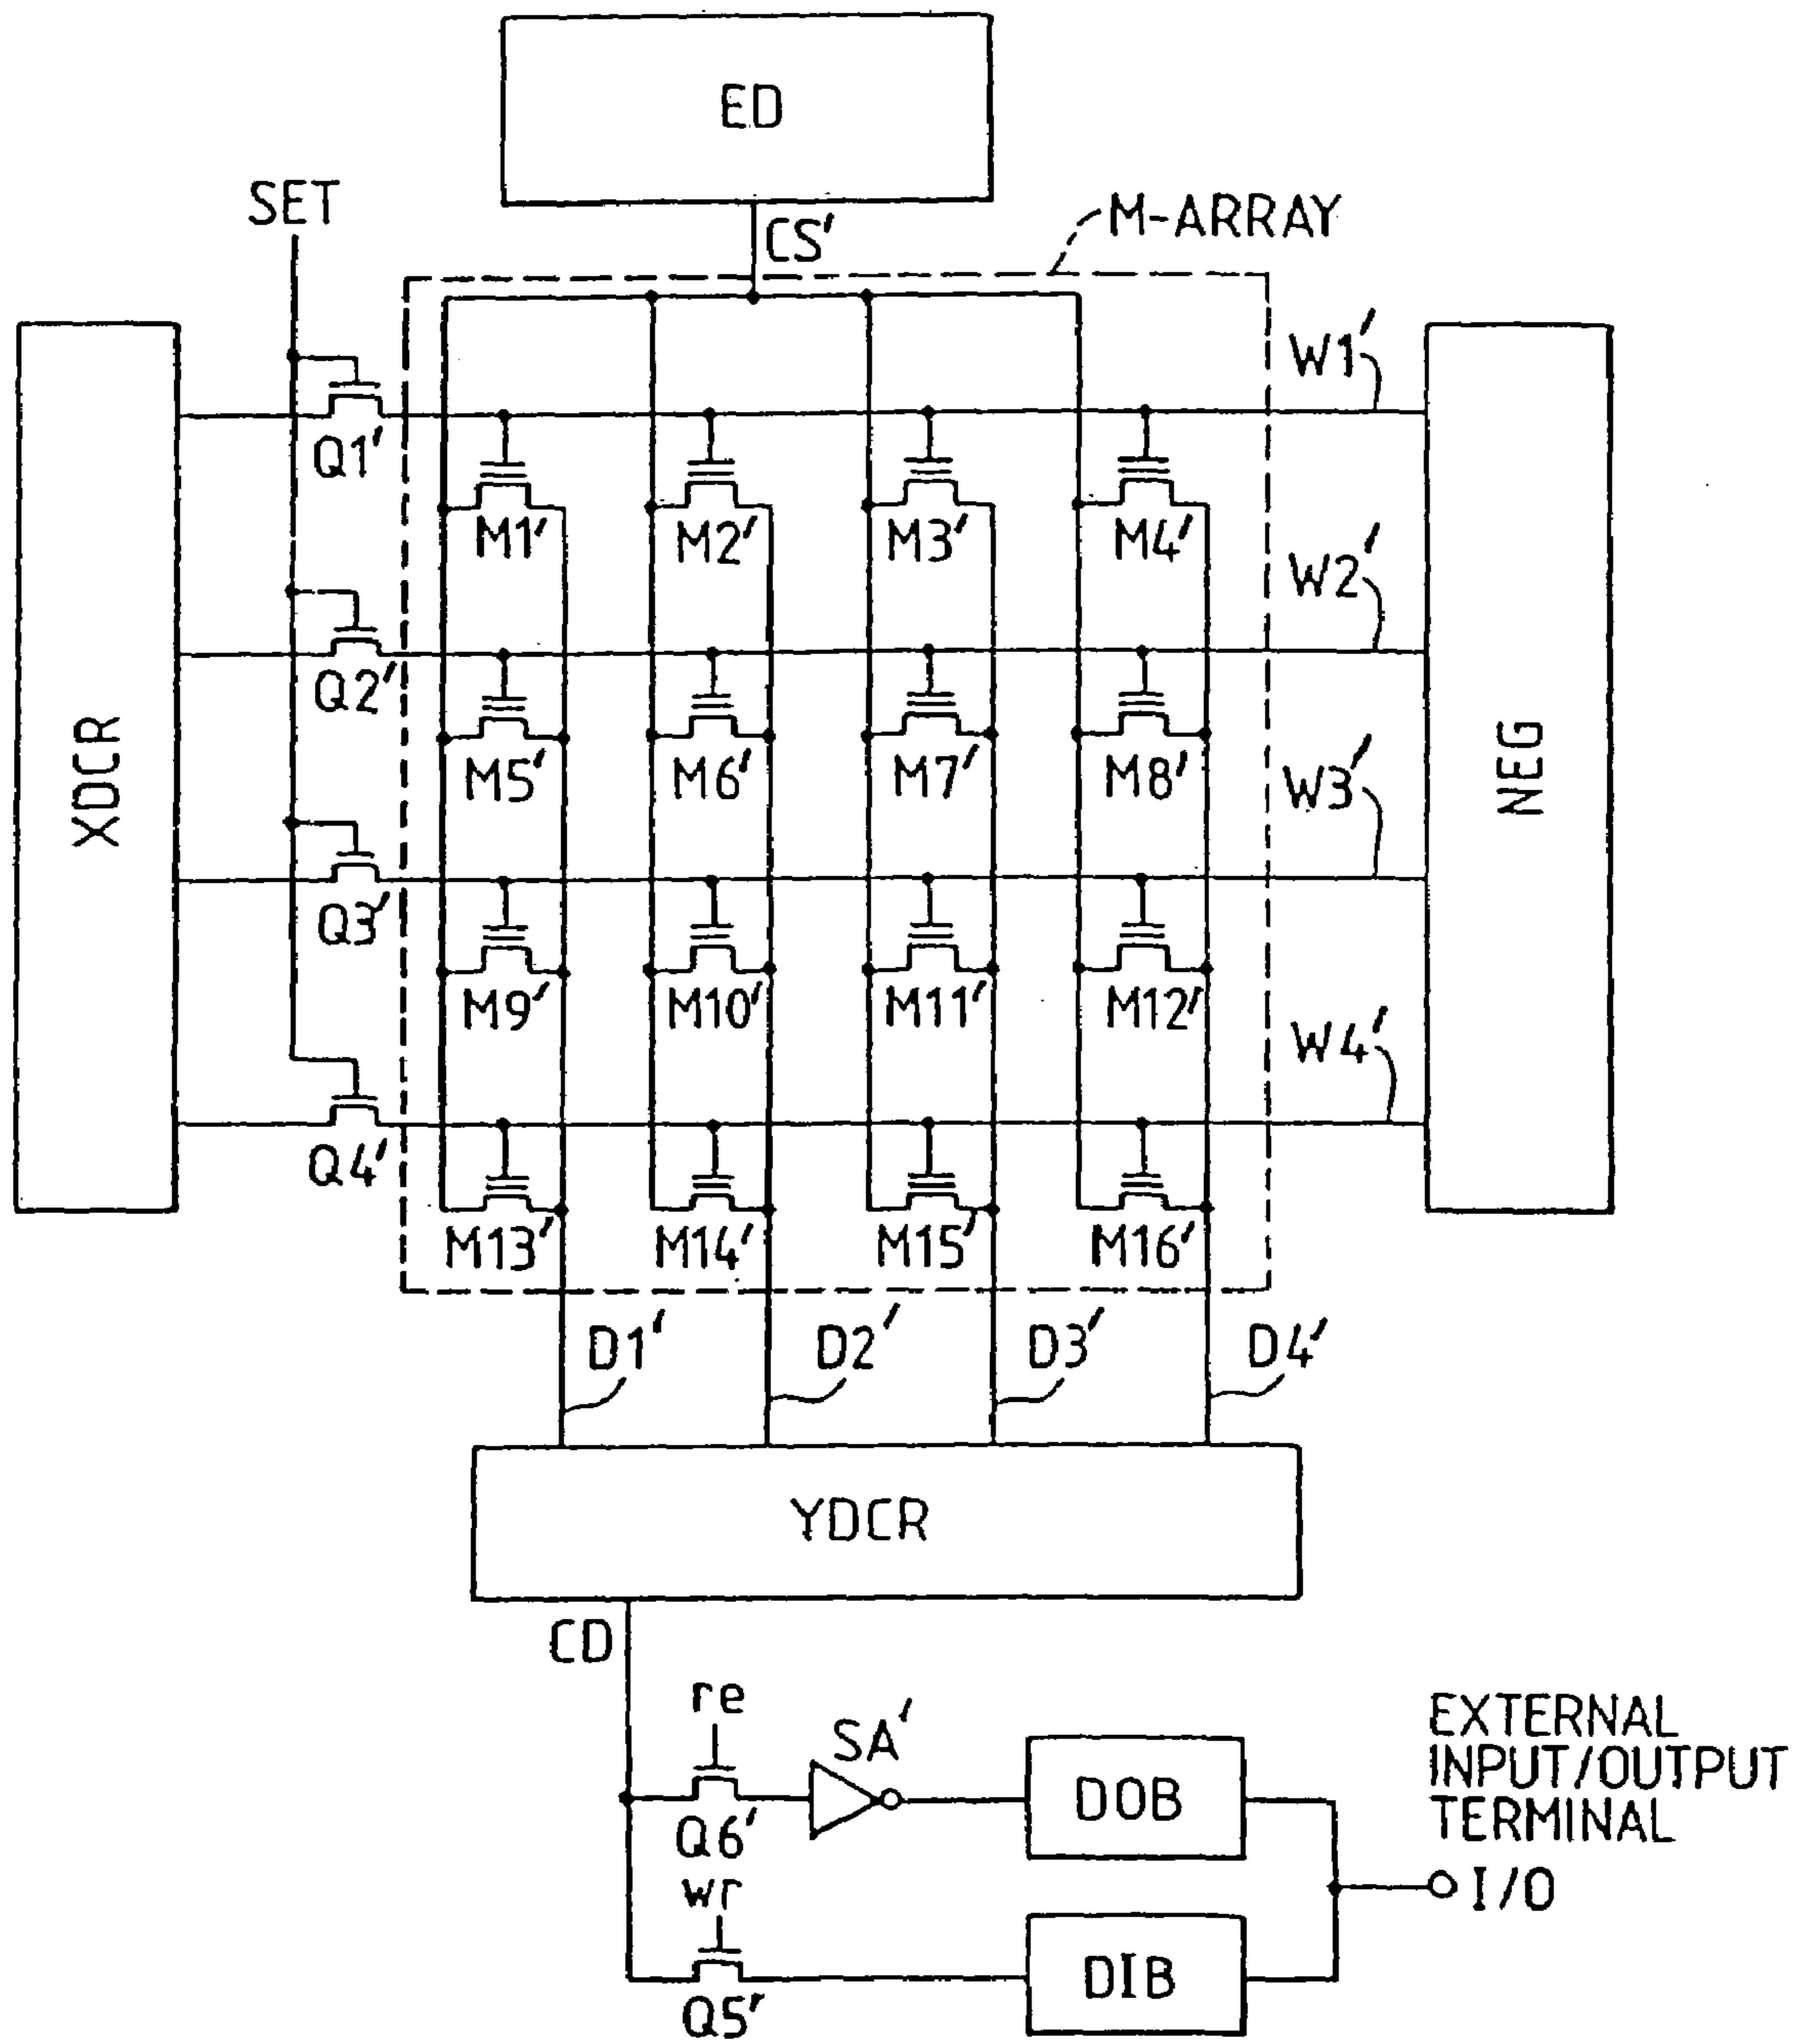 ED
SET
CS'
M-ARRAY
W1'
Q1'
M1' M2' M3' M4'
W2'
Q2'
XDCR
M5' M6' M7' M8'
NEG
W3'
Q3'
M9' M10' M11' M12'
W4'
Q4'
M13' M14' M15' M16'
D1' D2' D3' D4'
YDCR
CD
re
SA'
DOB
Q6'
EXTERNAL
INPUT/OUTPUT
TERMINAL
I/O
wr
DIB
Q5'